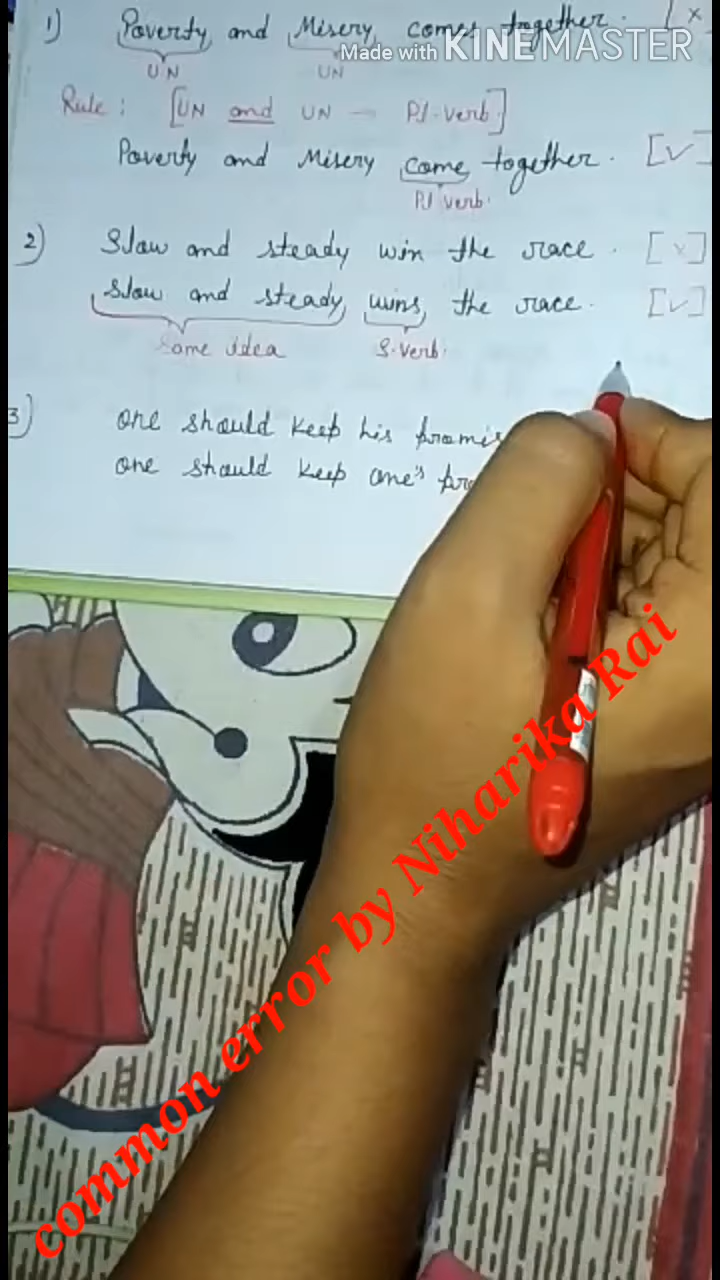 1) Poverty and Misery comes together. [x]
Made with KINEMASTER
UN UN
Rule: [UN and UN – Pl. verb]
Poverty and Misery come together. [✓]
Pl verb.
2) Slow and steady win the race. [x]
Slow and steady wins the race. [✓]
Same idea S.verb.
3) one should keep his promis
one should keep one's pro
common error by Niharika Rai